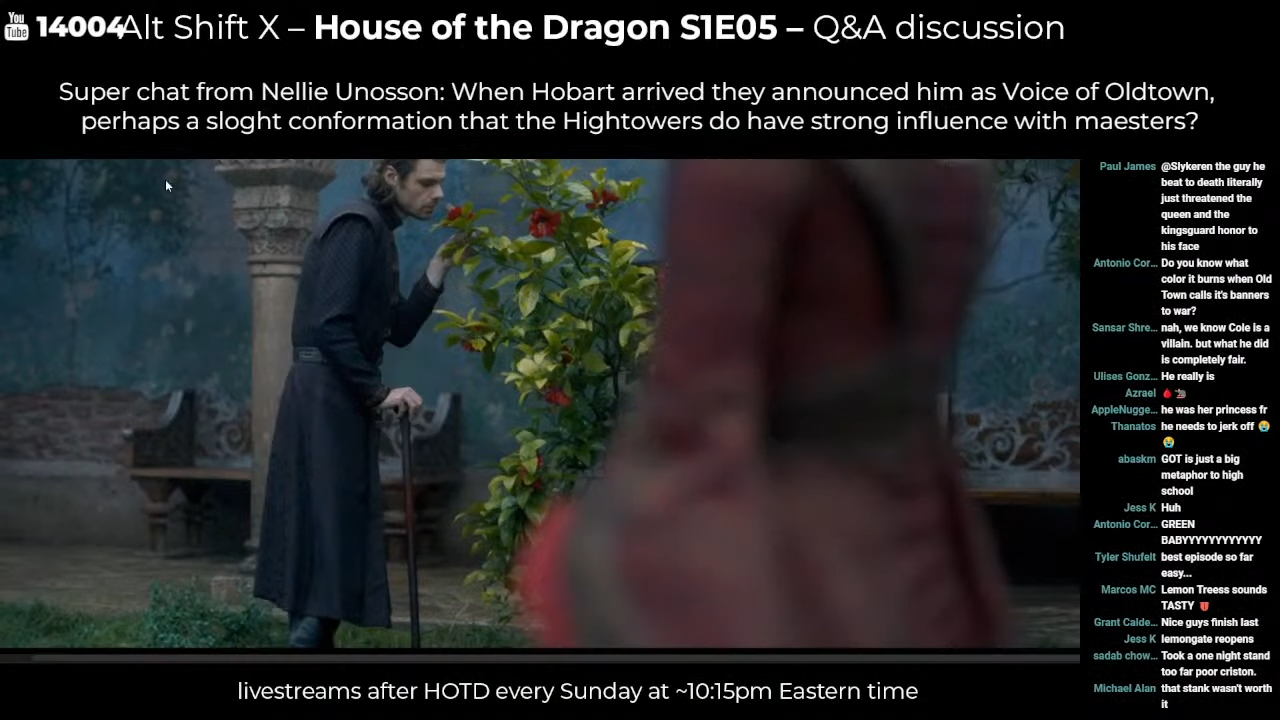 You
Tube
14004
Alt Shift X – House of the Dragon S1E05 – Q&A discussion
Super chat from Nellie Unosson: When Hobart arrived they announced him as Voice of Oldtown,
perhaps a sloght conformation that the Hightowers do have strong influence with maesters?
Paul James @Slykeren the guy he
beat to death literally
just threatened the
queen and the
kingsguard honor to
his face
Antonio Cor... Do you know what
color it burns when Old
Town calls it's banners
to war?
Sansar Shre... nah, we know Cole is a
villain. but what he did
is completely fair.
Ulises Gonz... He really is
Azrael 🩸🐀
AppleNugge... he was her princess fr
Thanatos he needs to jerk off 😭
😭
abaskm GOT is just a big
metaphor to high
school
Jess K Huh
Antonio Cor... GREEN
BABYYYYYYYYYYY
Tyler Shufelt best episode so far
easy...
Marcos MC Lemon Treess sounds
TASTY
Grant Calde... Nice guys finish last
Jess K lemongate reopens
sadab chow... Took a one night stand
too far poor criston.
Michael Alan that stank wasn't worth
it
livestreams after HOTD every Sunday at ~10:15pm Eastern time